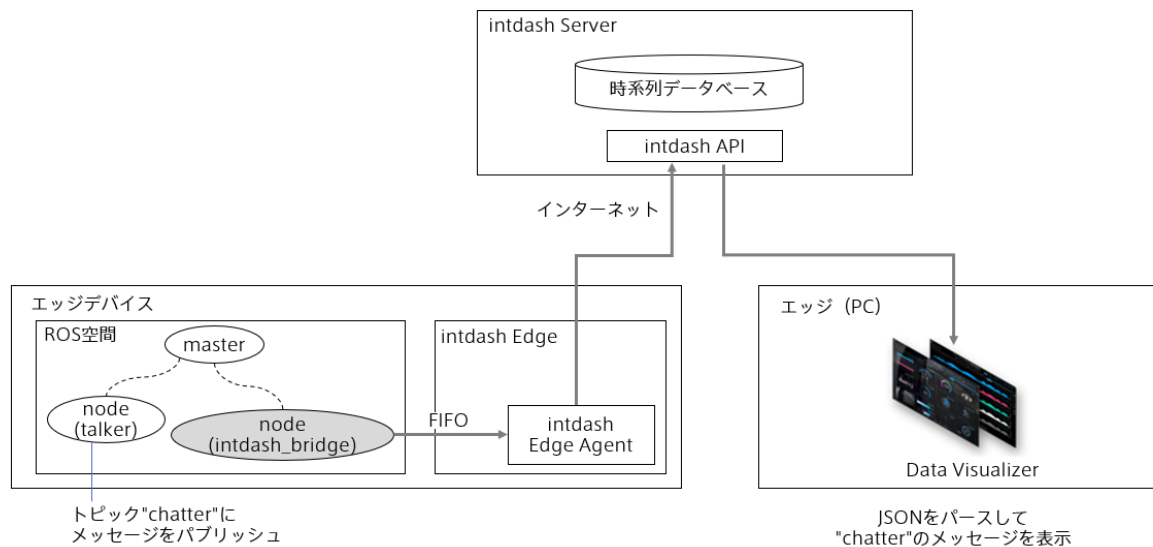 intdash Server
時系列データベース
intdash API
インターネット
エッジデバイス
ROS空間
master
node
(talker)
node
(intdash_bridge)
FIFO
intdash Edge
intdash
Edge Agent
エッジ（PC）
Data Visualizer
トピック"chatter"に
メッセージをパブリッシュ
JSONをパースして
"chatter"のメッセージを表示